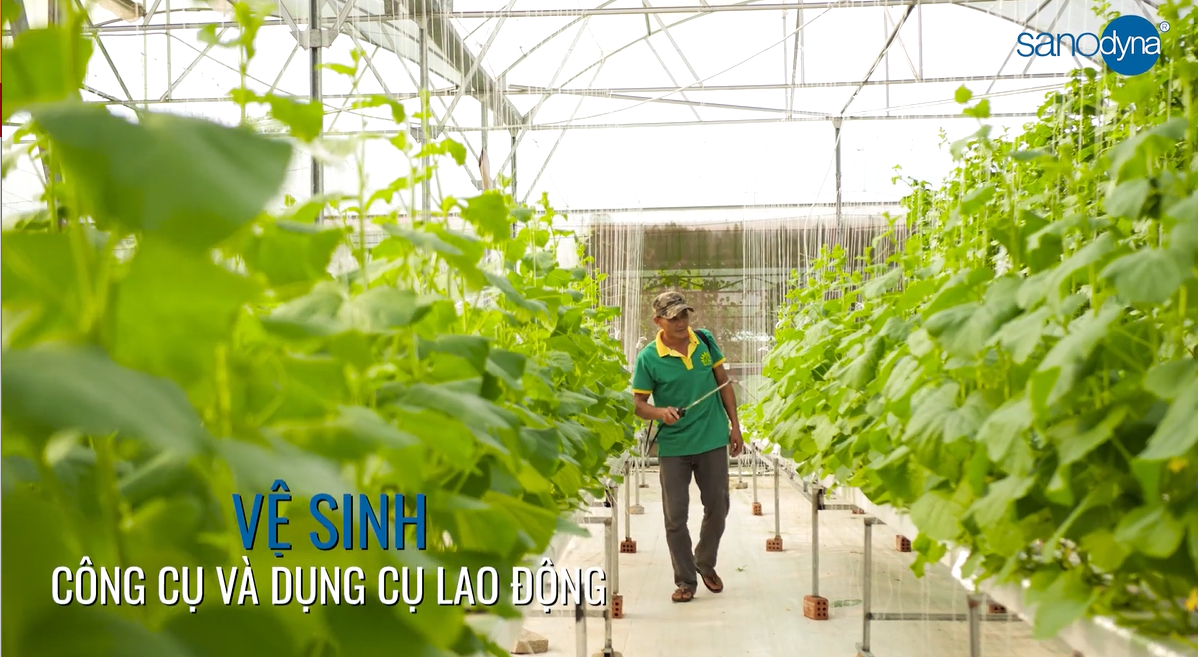 sanodyna®
VỆ SINH
CÔNG CỤ VÀ DỤNG CỤ LAO ĐỘNG